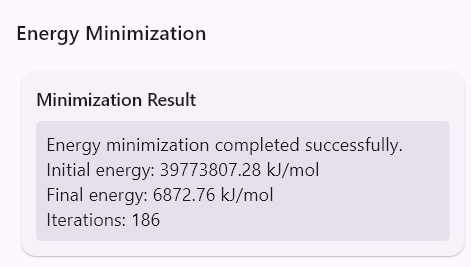 Energy Minimization
Minimization Result
Energy minimization completed successfully.
Initial energy: 39773807.28 kJ/mol
Final energy: 6872.76 kJ/mol
Iterations: 186